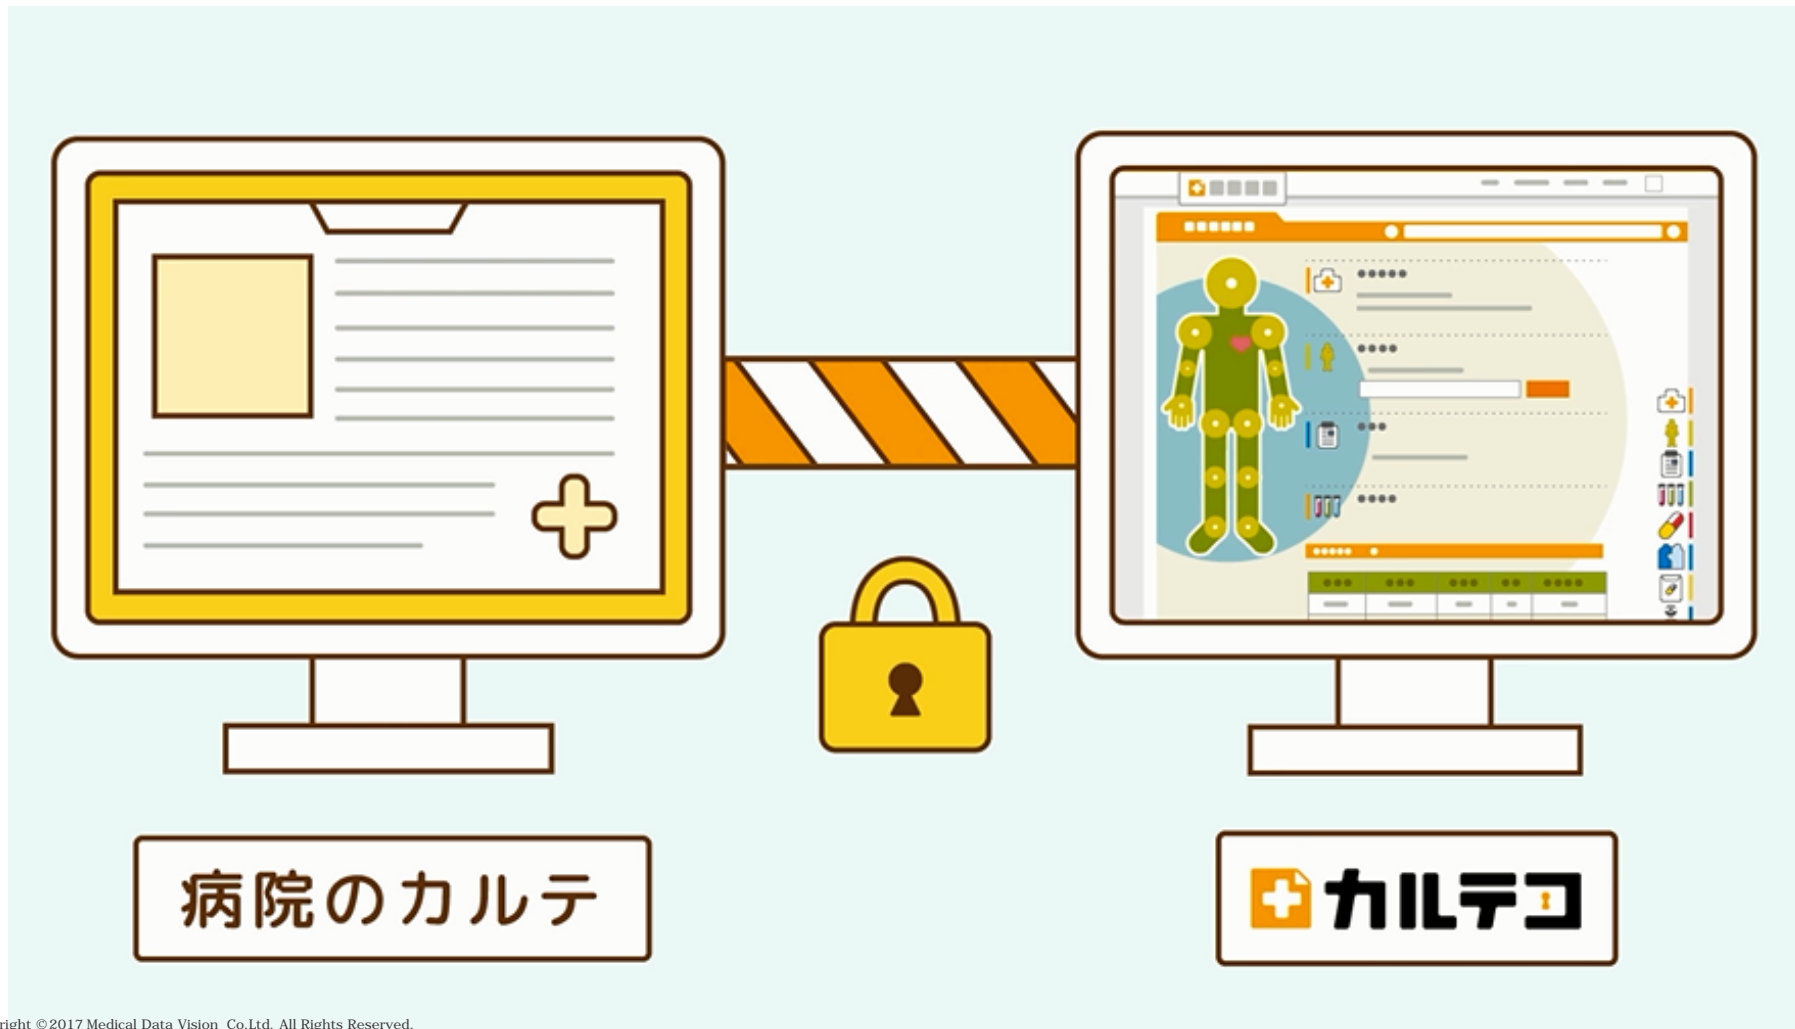 病院のカルテ
カルテコ
right ©2017 Medical Data Vision Co.Ltd. All Rights Reserved.